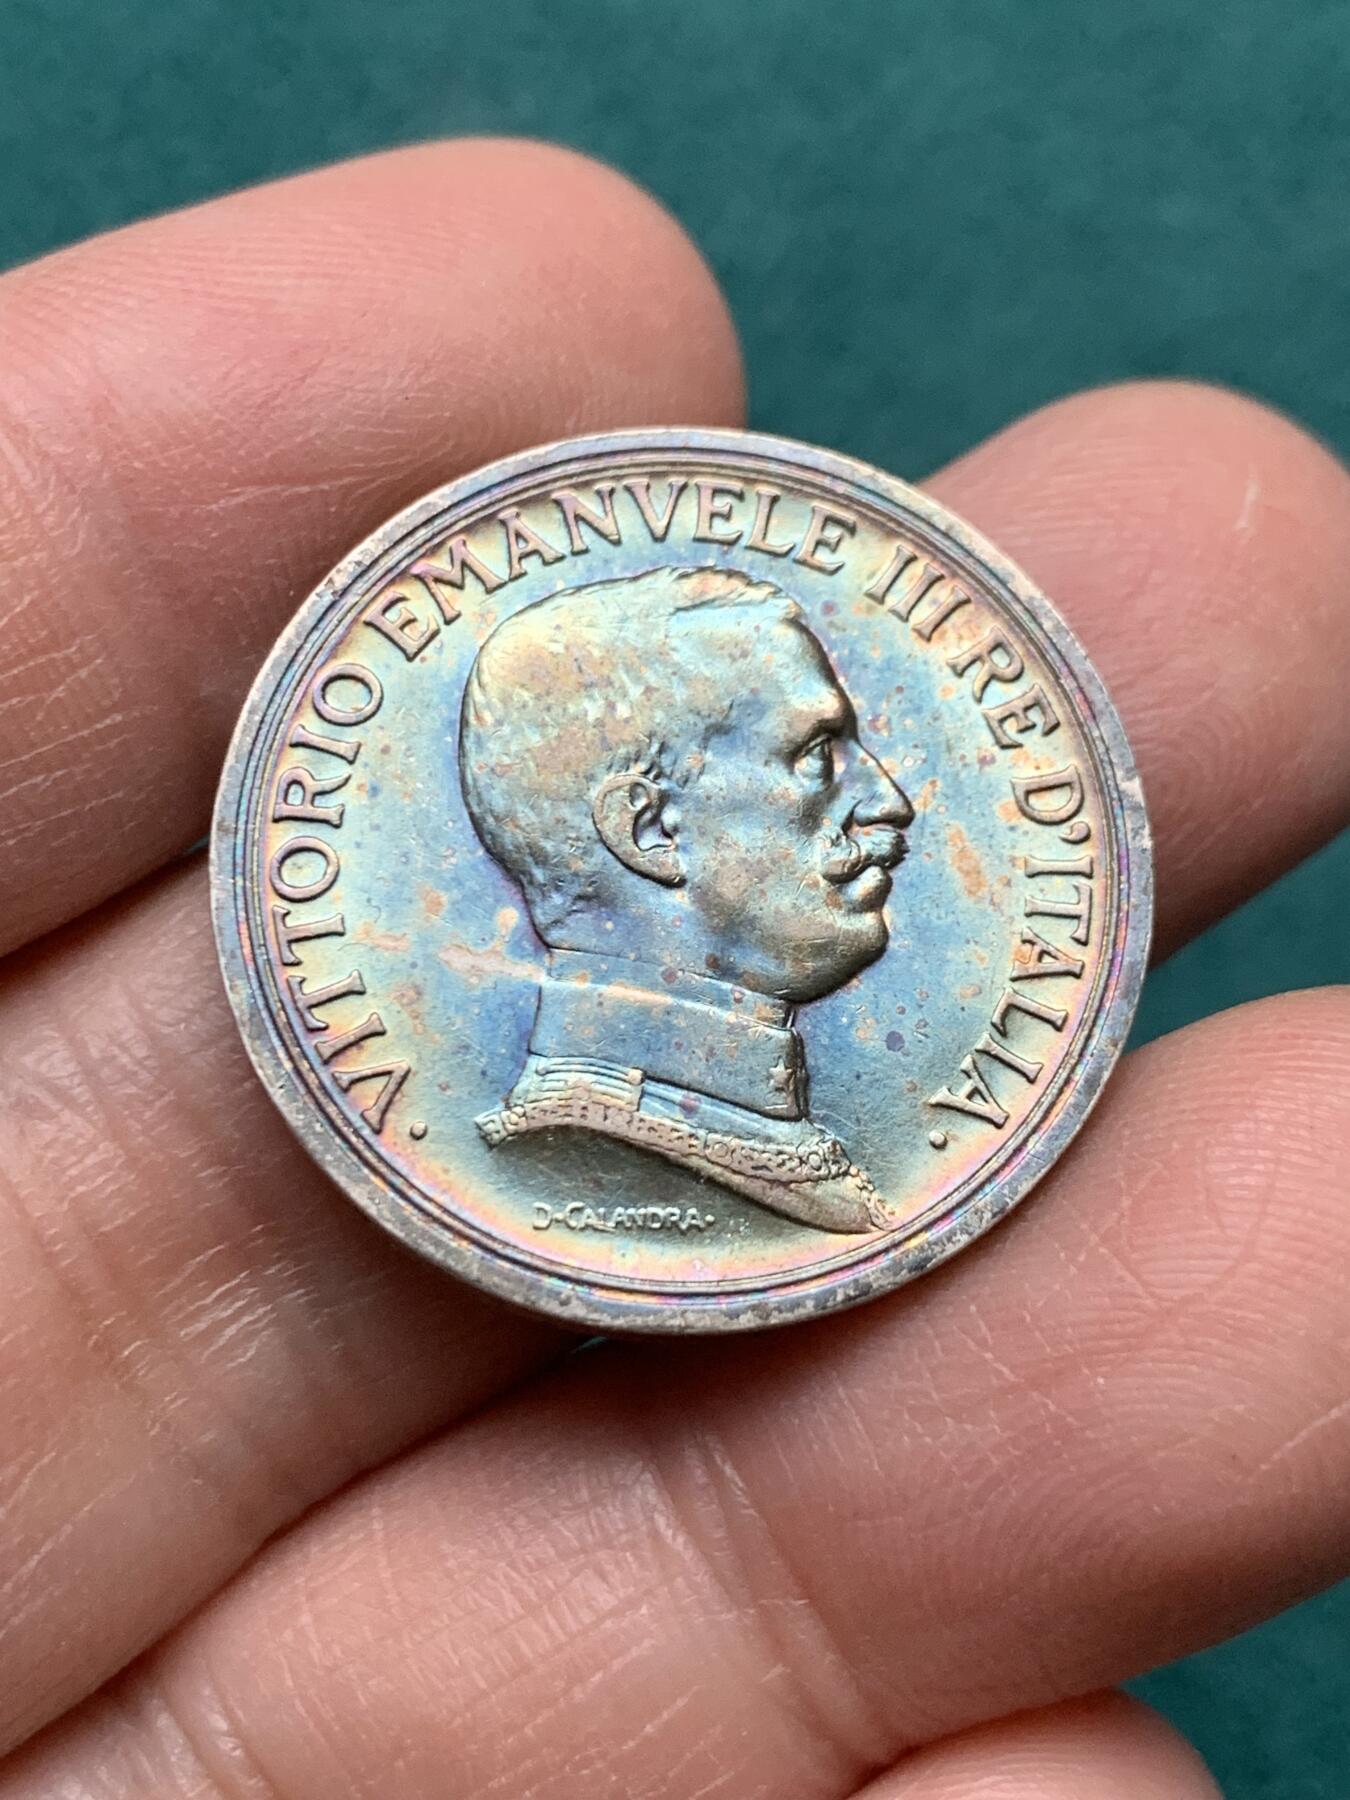 · VITTORIO EMANVELE III RE D'ITALIA ·
D·CALANDRA·